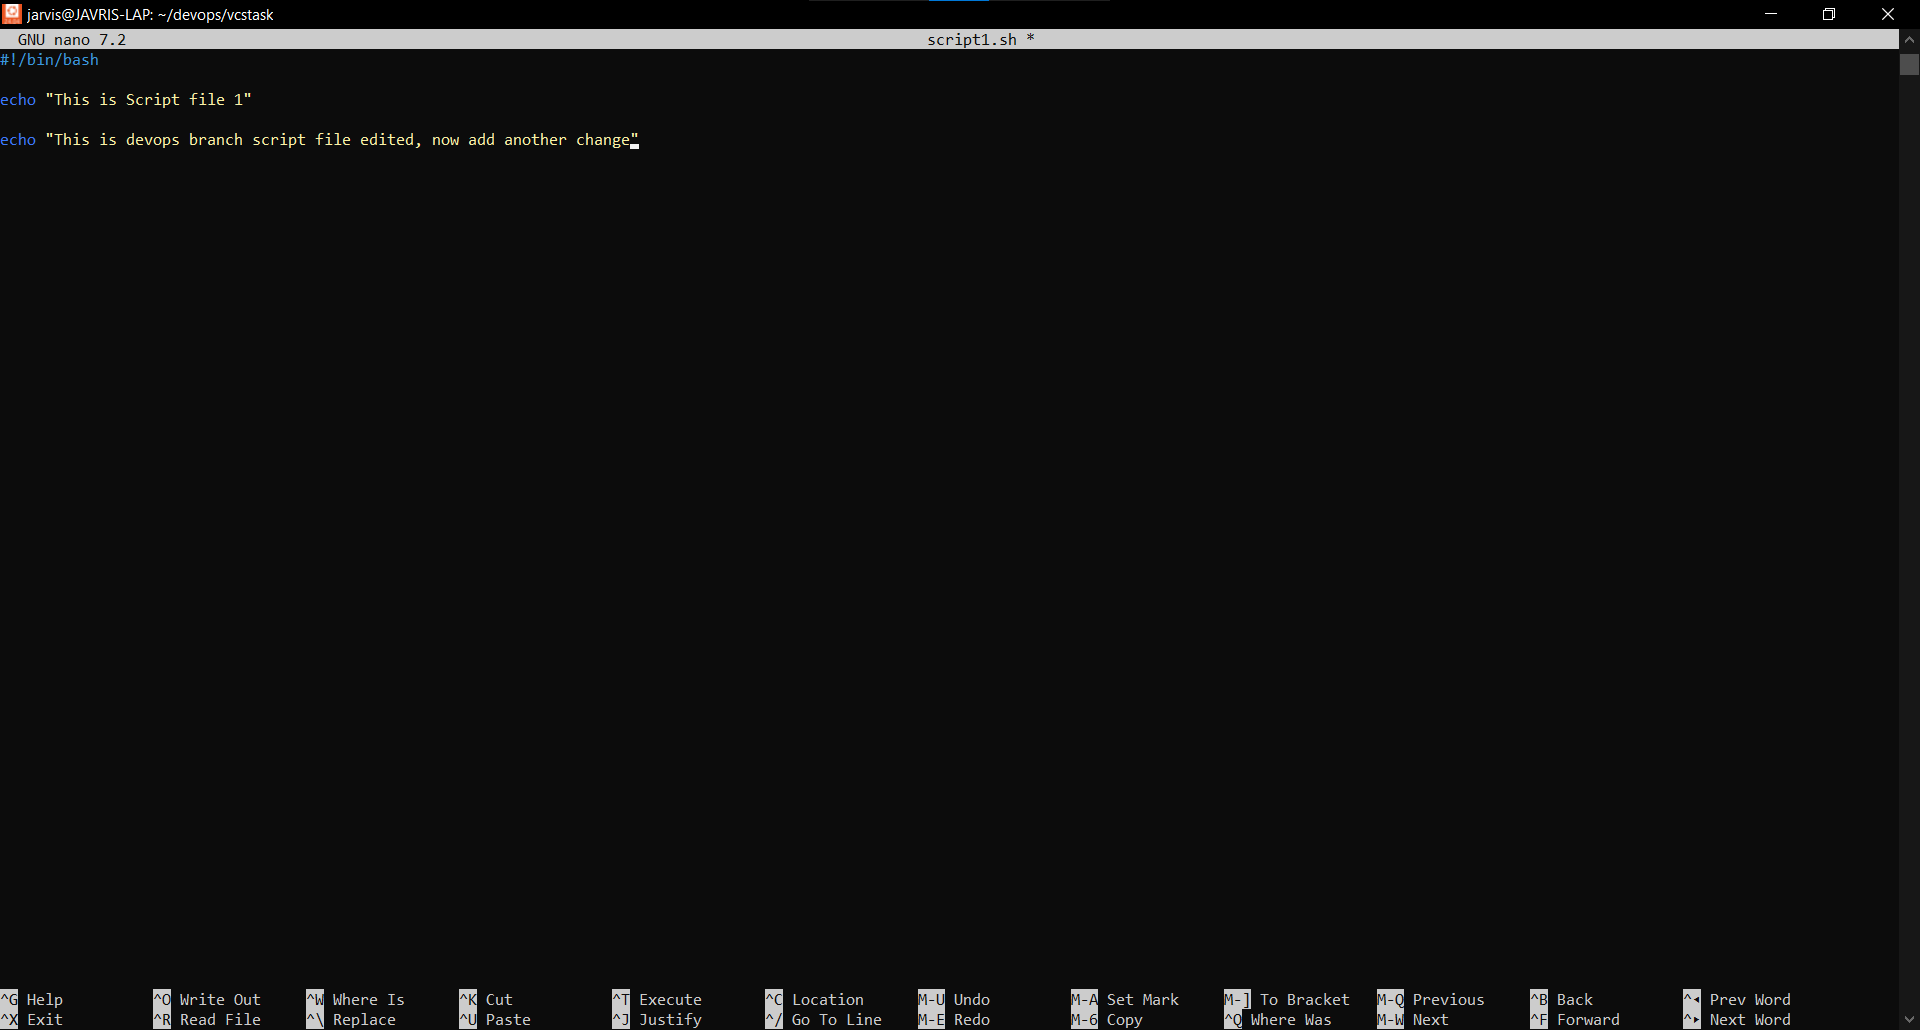 jarvis@JAVRIS-LAP: ~/devops/vcstask
GNU nano 7.2 script1.sh *
#!/bin/bash
echo "This is Script file 1"
echo "This is devops branch script file edited, now add another change"
^G Help ^O Write Out ^W Where Is ^K Cut ^T Execute ^C Location M-U Undo M-A Set Mark M-] To Bracket M-Q Previous ^B Back ^◂ Prev Word
^X Exit ^R Read File ^\ Replace ^U Paste ^J Justify ^/ Go To Line M-E Redo M-6 Copy ^Q Where Was M-W Next ^F Forward ^▸ Next Word